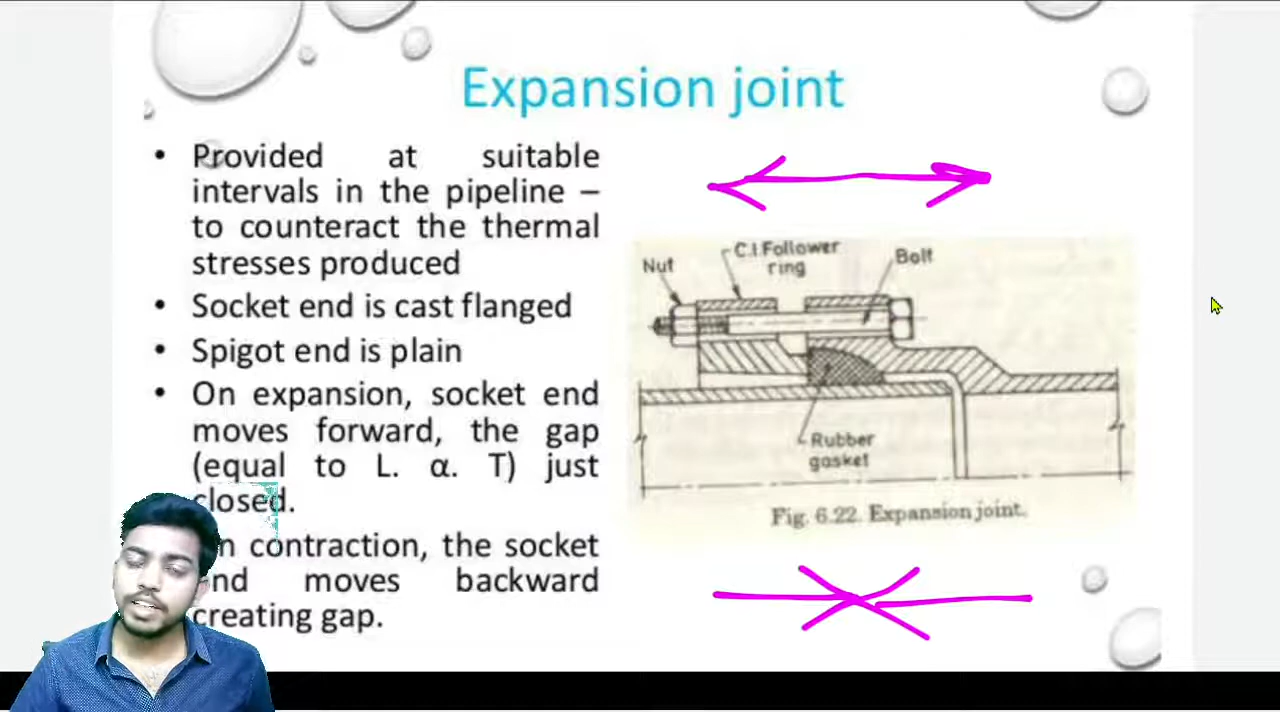 Expansion joint
• Provided at suitable
intervals in the pipeline –
to counteract the thermal
stresses produced
• Socket end is cast flanged
• Spigot end is plain
• On expansion, socket end
moves forward, the gap
(equal to L. α. T) just
closed.
n contraction, the socket
end moves backward
creating gap.
Nut
C.I. Follower
ring
Bolt
Rubber
gasket
Fig. 6.22. Expansion joint.